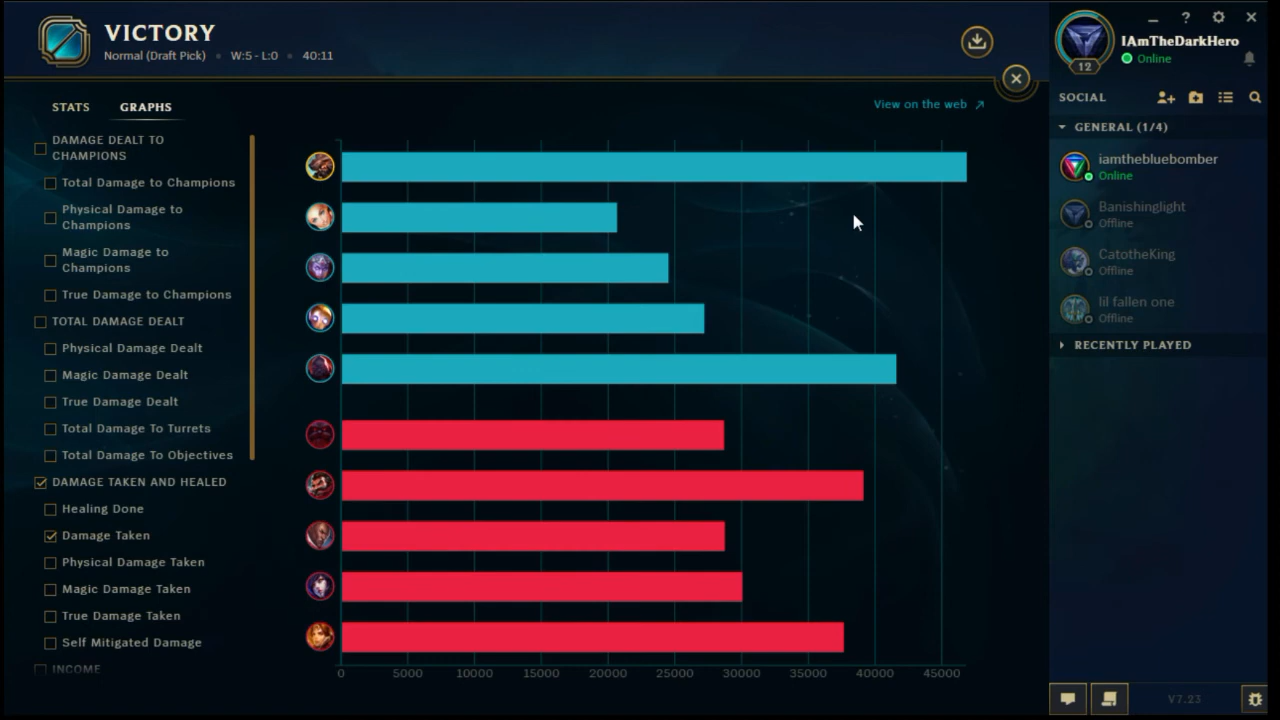 VICTORY
Normal (Draft Pick) • W:5 - L:0 • 40:11
12
? 
IAmTheDarkHero
Online
SOCIAL
GENERAL (1/4)
iamthebluebomber
Online
Banishinglight
Offline
CatotheKing
Offline
lil fallen one
Offline
RECENTLY PLAYED
STATS GRAPHS
View on the web
DAMAGE DEALT TO
CHAMPIONS
Total Damage to Champions
Physical Damage to
Champions
Magic Damage to
Champions
True Damage to Champions
TOTAL DAMAGE DEALT
Physical Damage Dealt
Magic Damage Dealt
True Damage Dealt
Total Damage To Turrets
Total Damage To Objectives
DAMAGE TAKEN AND HEALED
Healing Done
Damage Taken
Physical Damage Taken
Magic Damage Taken
True Damage Taken
Self Mitigated Damage
INCOME
0 5000 10000 15000 20000 25000 30000 35000 40000 45000
V7.23